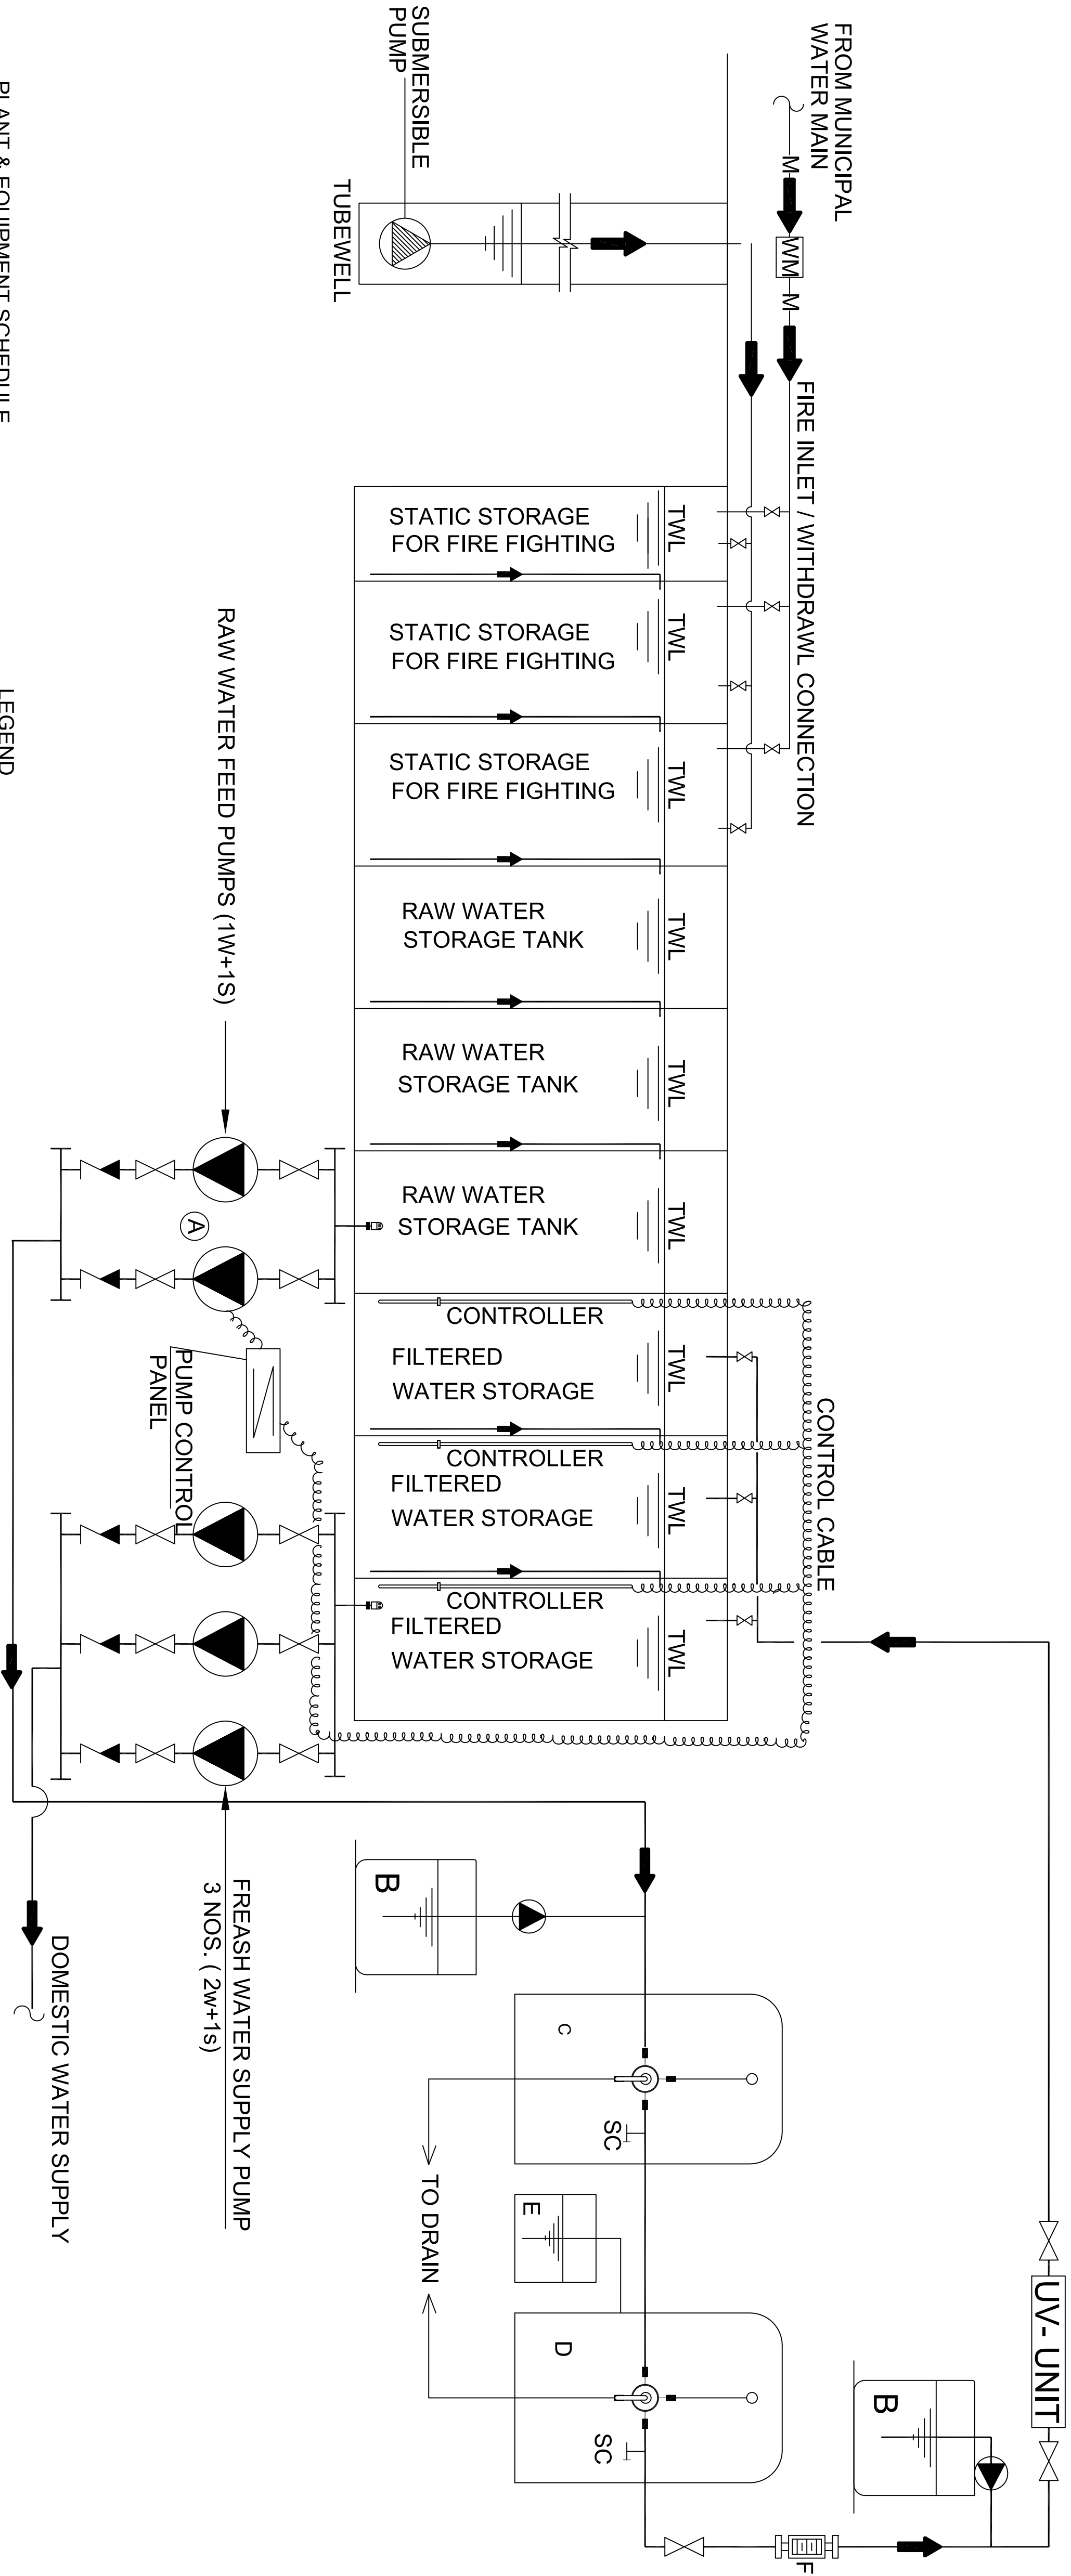 FROM MUNICIPAL
WATER MAIN
M
WM
M
FIRE INLET / WITHDRAWL CONNECTION
SUBMERSIBLE
PUMP
TUBEWELL
TWL
STATIC STORAGE
FOR FIRE FIGHTING
TWL
STATIC STORAGE
FOR FIRE FIGHTING
TWL
STATIC STORAGE
FOR FIRE FIGHTING
TWL
RAW WATER
STORAGE TANK
TWL
RAW WATER
STORAGE TANK
TWL
RAW WATER
STORAGE TANK
TWL
CONTROLLER
FILTERED
WATER STORAGE
TWL
CONTROLLER
FILTERED
WATER STORAGE
TWL
CONTROLLER
FILTERED
WATER STORAGE
CONTROL CABLE
RAW WATER FEED PUMPS (1W+1S)
A
PUMP CONTROL
PANEL
FREASH WATER SUPPLY PUMP
3 NOS. ( 2w+1s)
DOMESTIC WATER SUPPLY
B
C
SC
TO DRAIN
E
D
SC
B
F
UV- UNIT
PLANT & EQUIPMENT SCHEDULE
LEGEND